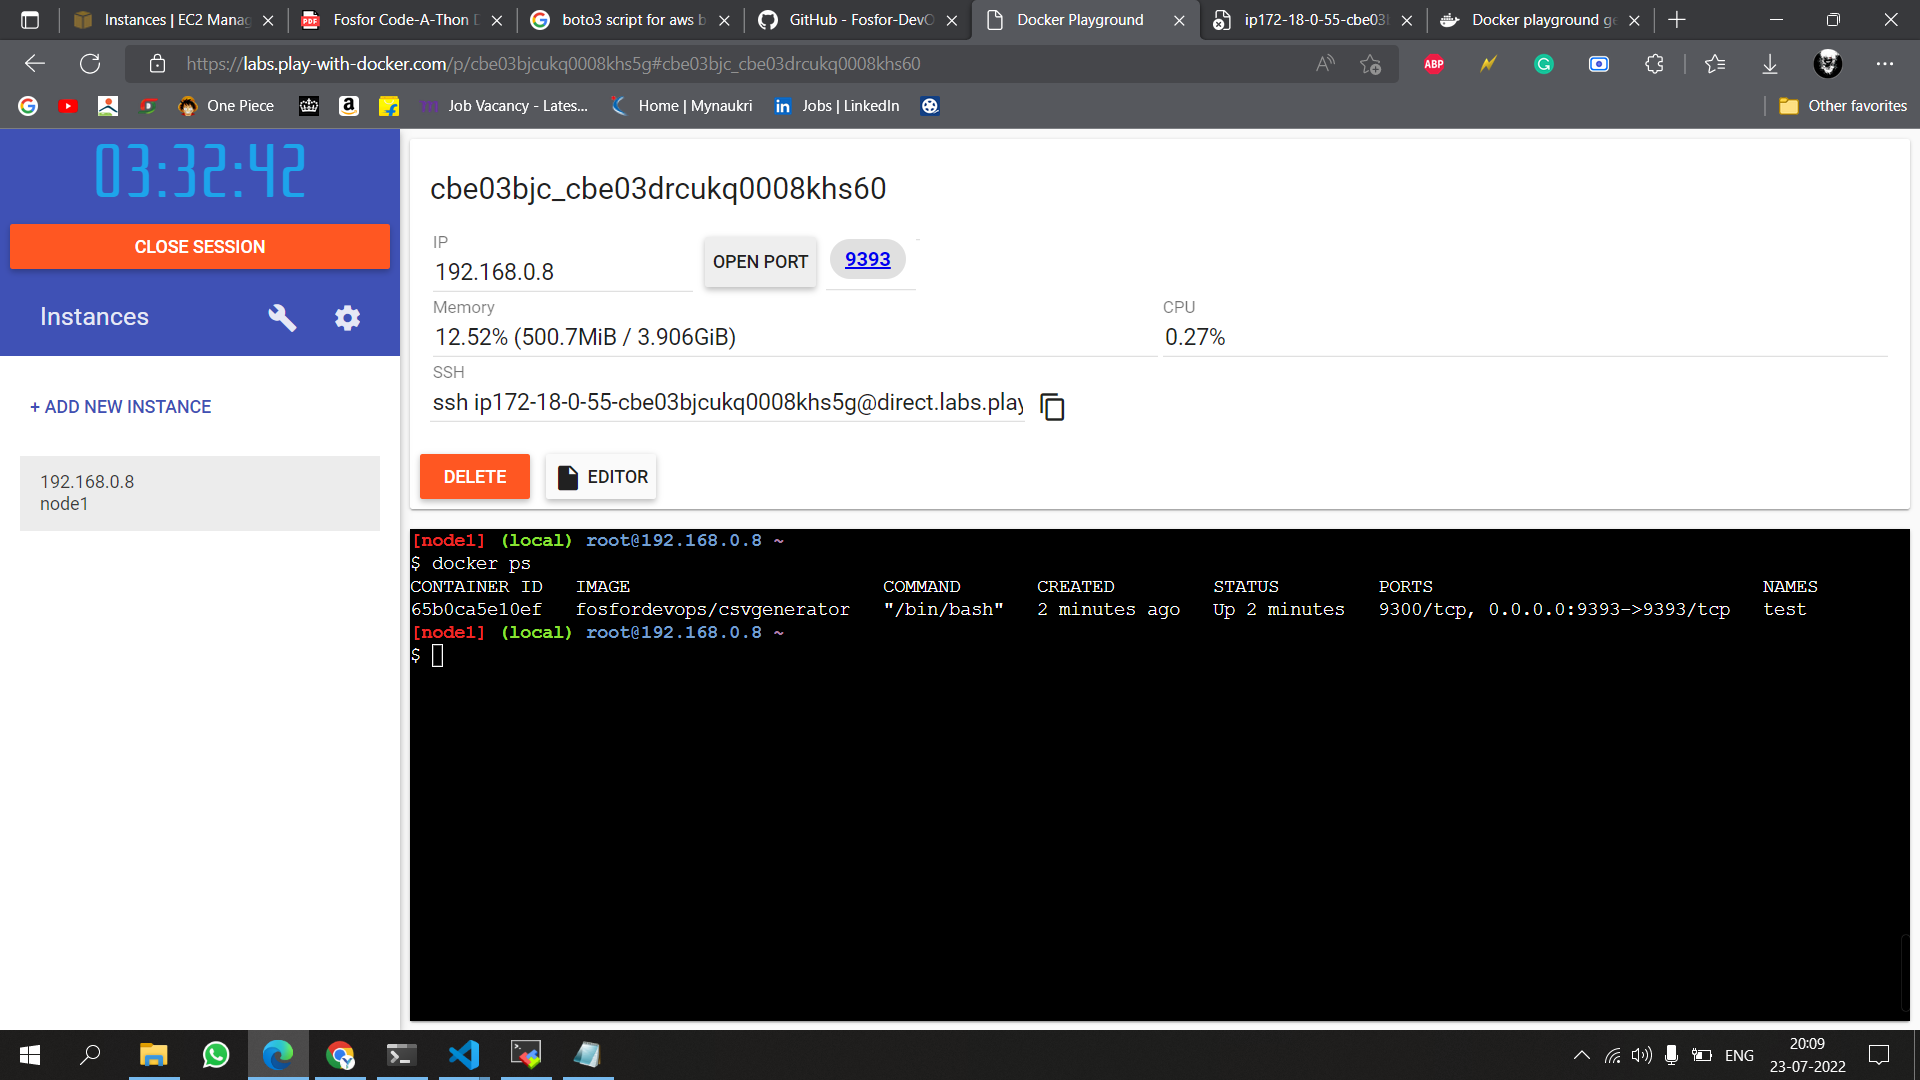 Instances | EC2 Manag
Fosfor Code-A-Thon D
boto3 script for aws b
GitHub - Fosfor-DevO
Docker Playground
ip172-18-0-55-cbe03b
Docker playground ge
https://labs.play-with-docker.com/p/cbe03bjcukq0008khs5g#cbe03bjc_cbe03drcukq0008khs60
ABP
One Piece
Job Vacancy - Lates...
Home | Mynaukri
Jobs | LinkedIn
Other favorites
03:32:42
CLOSE SESSION
Instances
+ ADD NEW INSTANCE
192.168.0.8
node1
cbe03bjc_cbe03drcukq0008khs60
IP
192.168.0.8
OPEN PORT
9393
Memory
12.52% (500.7MiB / 3.906GiB)
CPU
0.27%
SSH
ssh ip172-18-0-55-cbe03bjcukq0008khs5g@direct.labs.play
DELETE
EDITOR
[node1] (local) root@192.168.0.8 ~
$ docker ps
CONTAINER ID IMAGE COMMAND CREATED STATUS PORTS NAMES
65b0ca5e10ef fosfordevops/csvgenerator "/bin/bash" 2 minutes ago Up 2 minutes 9300/tcp, 0.0.0.0:9393->9393/tcp test
[node1] (local) root@192.168.0.8 ~
$
ENG
20:09
23-07-2022